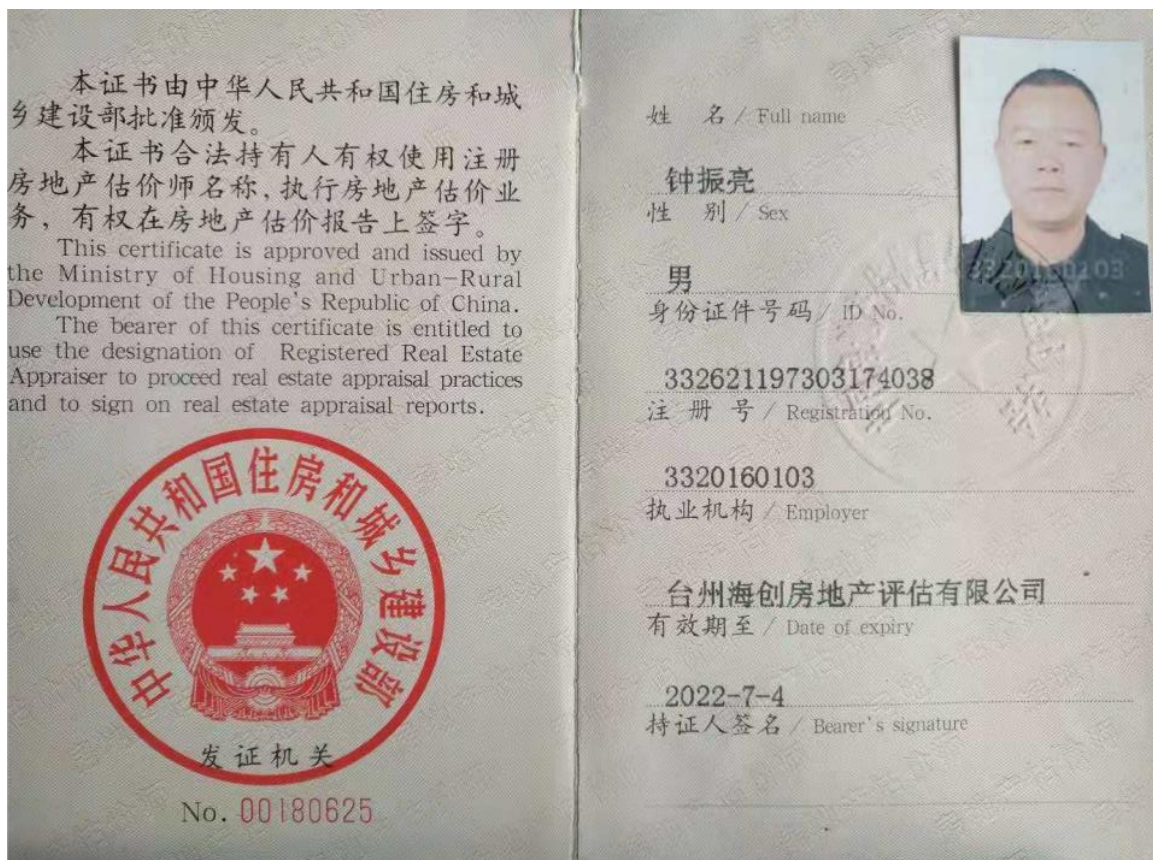 本证书由中华人民共和国住房和城
乡建设部批准颁发。
本证书合法持有人有权使用注册
房地产估价师名称，执行房地产估价业
务，有权在房地产估价报告上签字。
This certificate is approved and issued by
the Ministry of Housing and Urban-Rural
Development of the People's Republic of China.
The bearer of this certificate is entitled to
use the designation of Registered Real Estate
Appraiser to proceed real estate appraisal practices
and to sign on real estate appraisal reports.
中华人民共和国住房和城乡建设部
发证机关
No. 00180625
姓 名 / Full name
钟振亮
性 别 / Sex
男
身份证件号码 / ID No.
332621197303174038
注 册 号 / Registration No.
3320160103
执业机构 / Employer
台州海创房地产评估有限公司
有效期至 / Date of expiry
2022-7-4
持证人签名 / Bearer's signature
3320160103